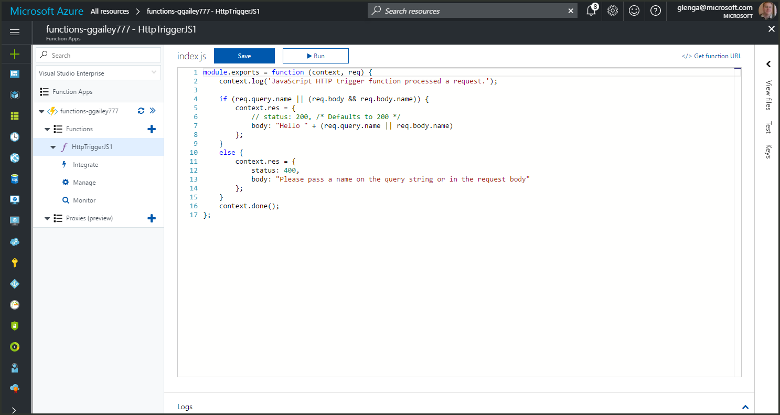 Microsoft Azure All resources > functions-ggailey777 - HttpTriggerJS1
Search resources
8
glenga@microsoft.com
MICROSOFT
functions-ggailey777 - HttpTriggerJS1
Function Apps
Search
Visual Studio Enterprise
Function Apps
functions-ggailey777
Functions
HttpTriggerJS1
Integrate
Manage
Monitor
Proxies (preview)
index.js
Save
Run
</> Get function URL
1 module.exports = function (context, req) {
2 context.log('JavaScript HTTP trigger function processed a request.');
3
4 if (req.query.name || (req.body && req.body.name)) {
5 context.res = {
6 // status: 200, /* Defaults to 200 */
7 body: "Hello " + (req.query.name || req.body.name)
8 };
9 }
10 else {
11 context.res = {
12 status: 400,
13 body: "Please pass a name on the query string or in the request body"
14 };
15 }
16 context.done();
17 };
View files
Test
Keys
Logs